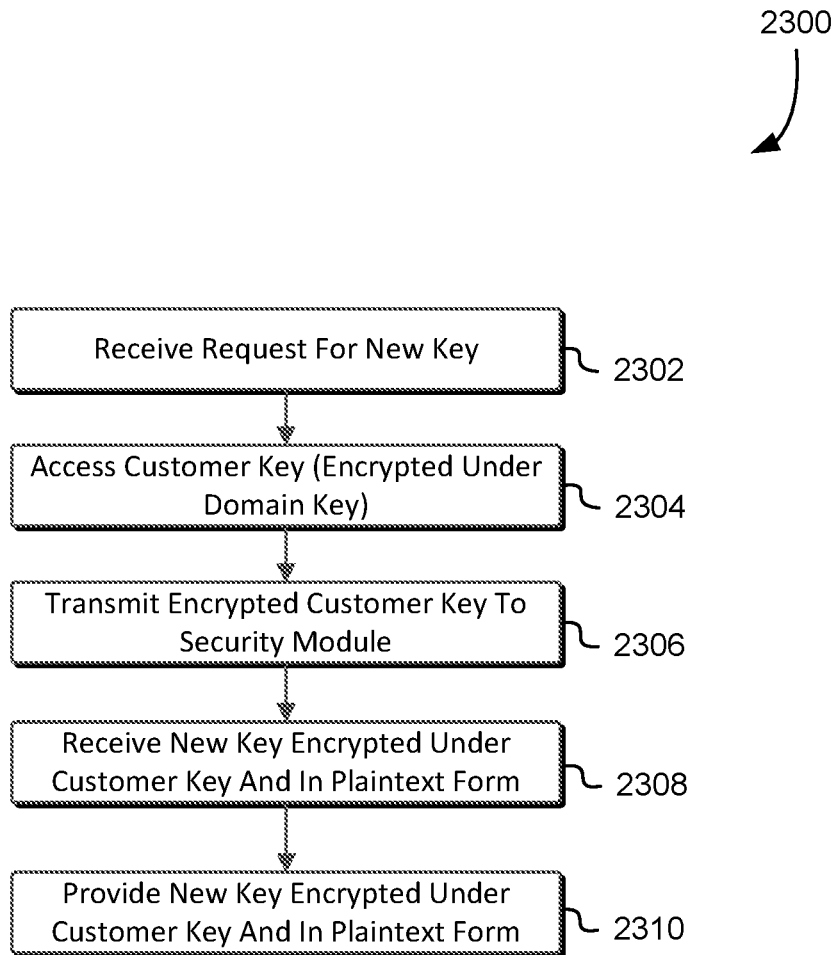 2300
Receive Request For New Key
2302
Access Customer Key (Encrypted Under
Domain Key)
2304
Transmit Encrypted Customer Key To
Security Module
2306
Receive New Key Encrypted Under
Customer Key And In Plaintext Form
2308
Provide New Key Encrypted Under
Customer Key And In Plaintext Form
2310